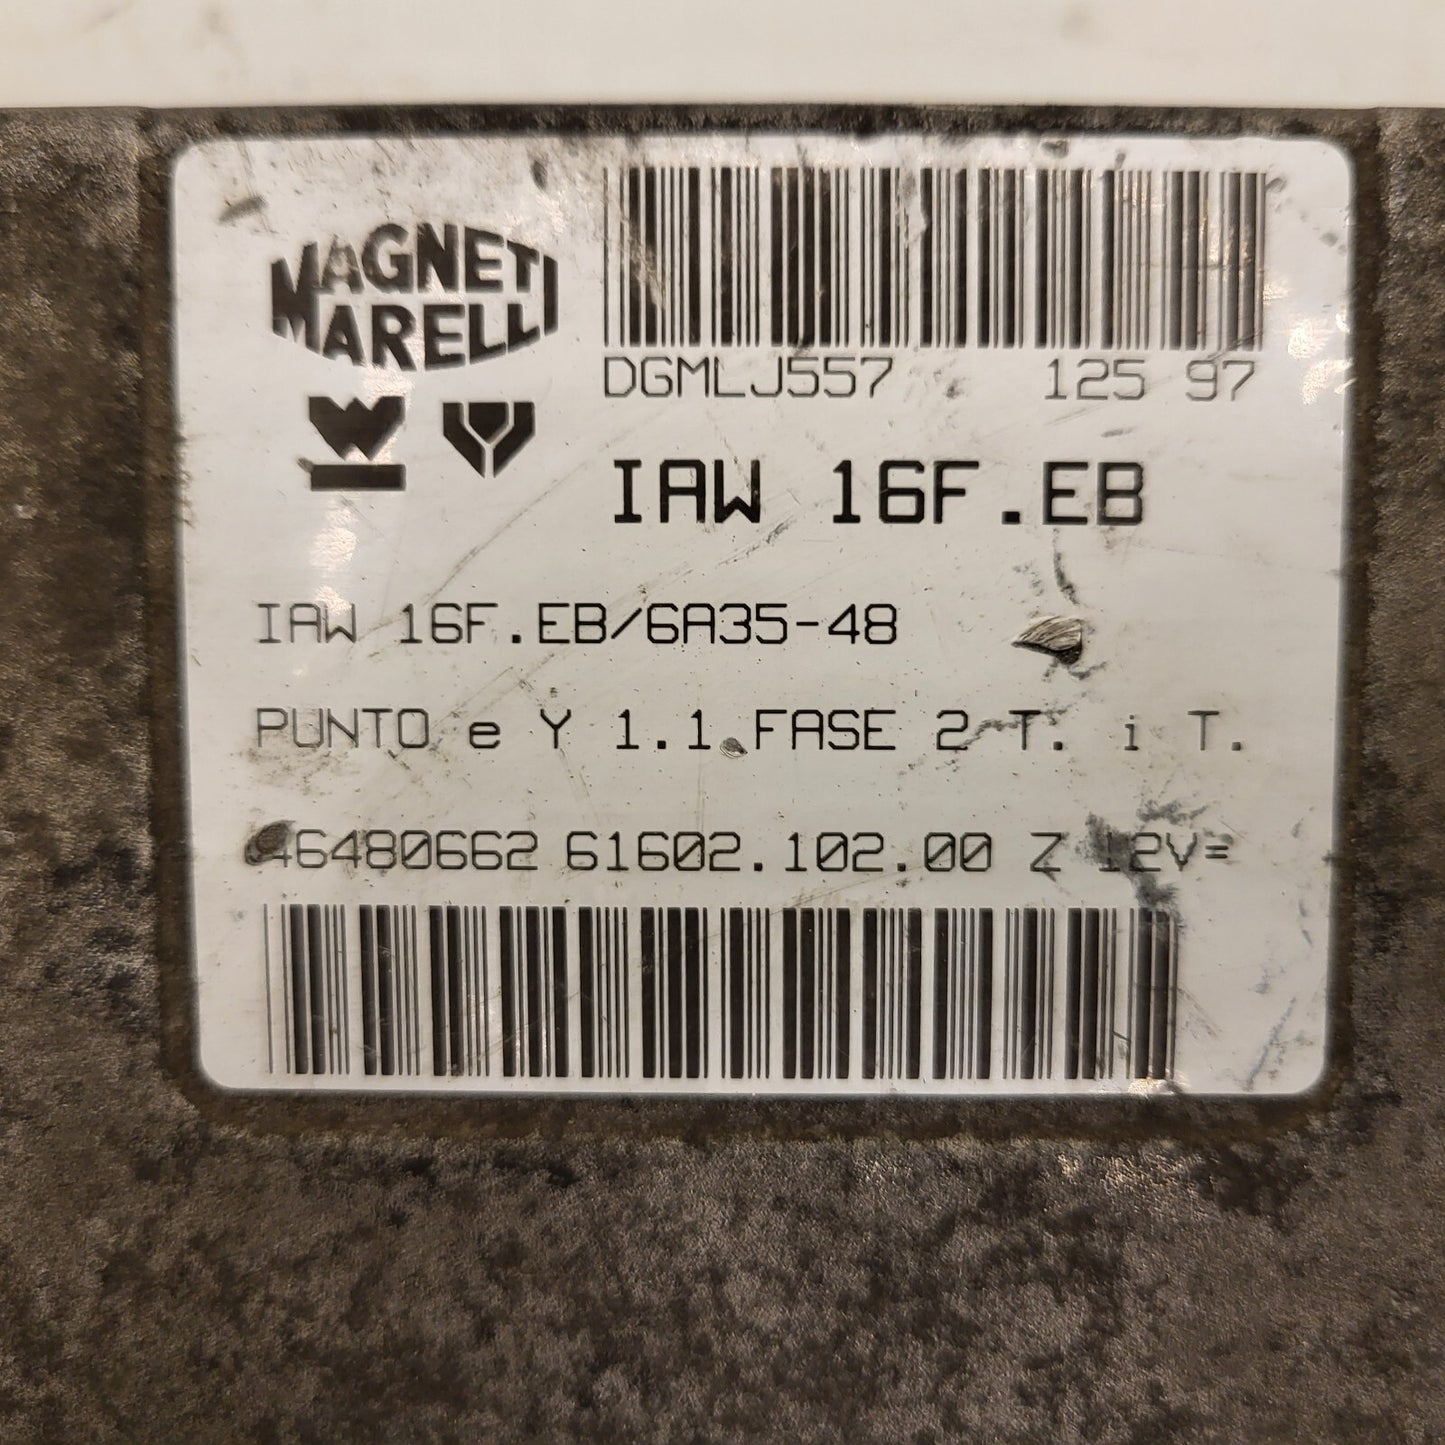 MAGNETI
MARELLI
DGMLJ557 125 97
IAW 16F.EB
IAW 16F.EB/6A35-48
PUNTO e Y 1.1 FASE 2 T. i T.
46480662 61602.102.00 Z 12V=